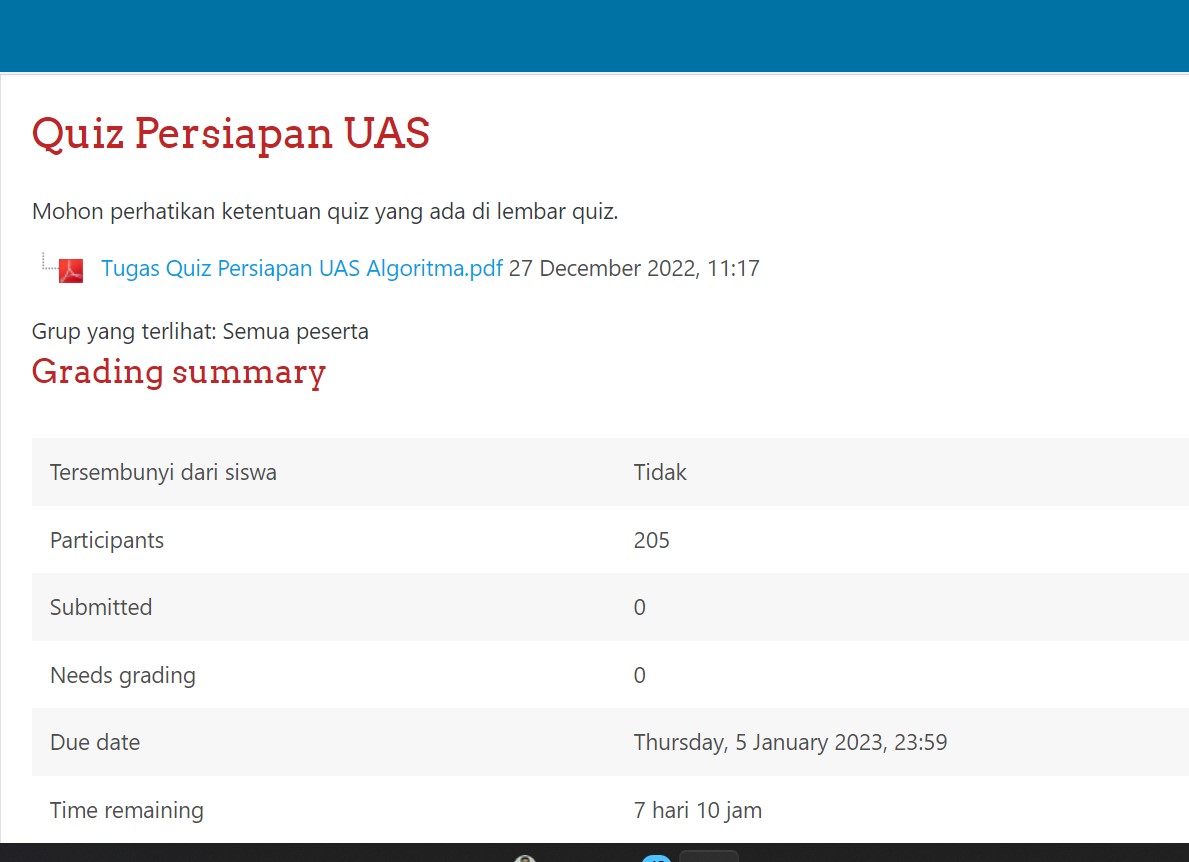 Quiz Persiapan UAS
Mohon perhatikan ketentuan quiz yang ada di lembar quiz.
Tugas Quiz Persiapan UAS Algoritma.pdf 27 December 2022, 11:17
Grup yang terlihat: Semua peserta
Grading summary
Tersembunyi dari siswa Tidak
Participants 205
Submitted 0
Needs grading 0
Due date Thursday, 5 January 2023, 23:59
Time remaining 7 hari 10 jam